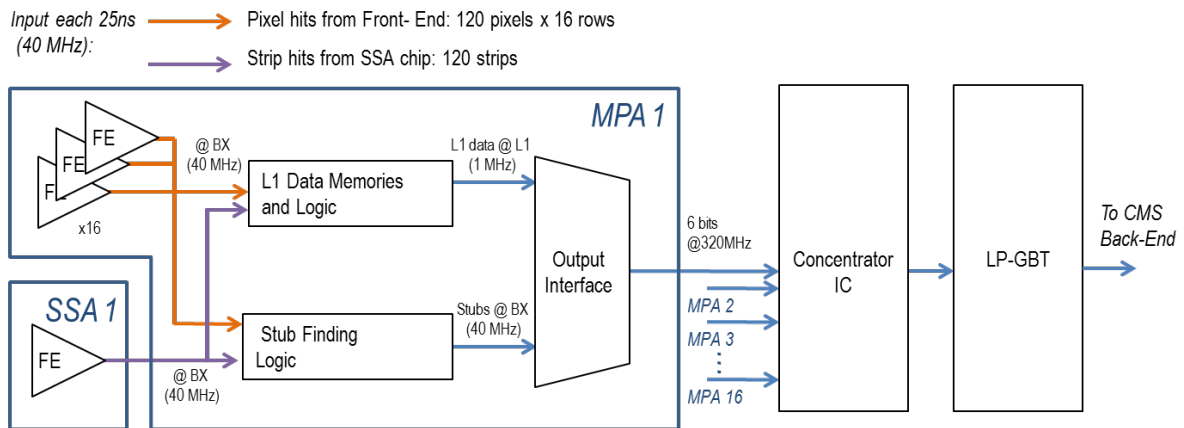 Input each 25ns
(40 MHz):
Pixel hits from Front- End: 120 pixels x 16 rows
Strip hits from SSA chip: 120 strips
MPA 1
FE
FE
x16
@ BX
(40 MHz)
L1 Data Memories
and Logic
L1 data @ L1
(1 MHz)
Output
Interface
6 bits
@320MHz
MPA 2
MPA 3
MPA 16
Concentrator
IC
LP-GBT
To CMS
Back-End
Stub Finding
Logic
Stubs @ BX
(40 MHz)
SSA 1
FE
@ BX
(40 MHz)